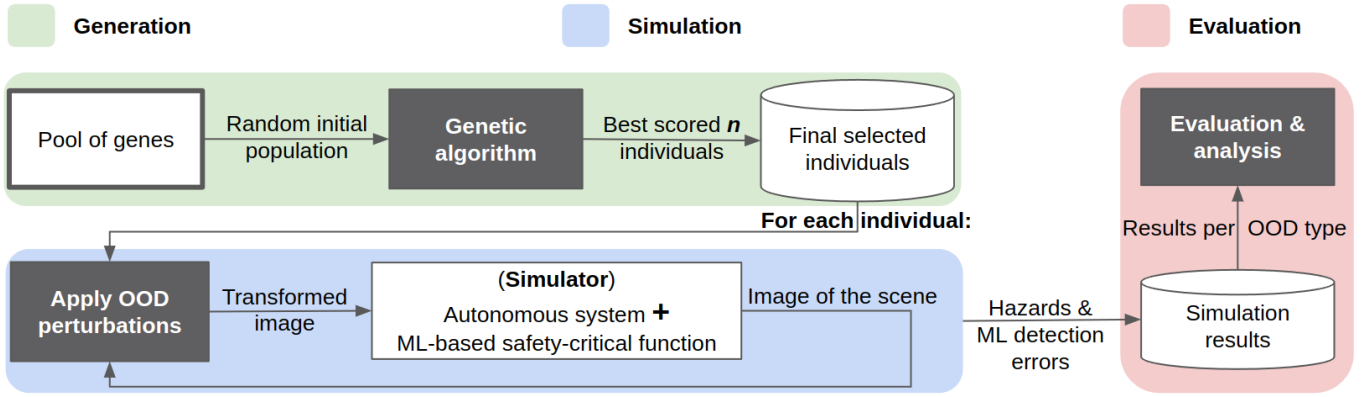 Generation
Simulation
Evaluation
Pool of genes
Random initial
population
Genetic
algorithm
Best scored n
individuals
Final selected
individuals
For each individual:
Apply OOD
perturbations
Transformed
image
(Simulator)
Autonomous system +
ML-based safety-critical function
Image of the scene
Hazards &
ML detection
errors
Evaluation &
analysis
Results per OOD type
Simulation
results